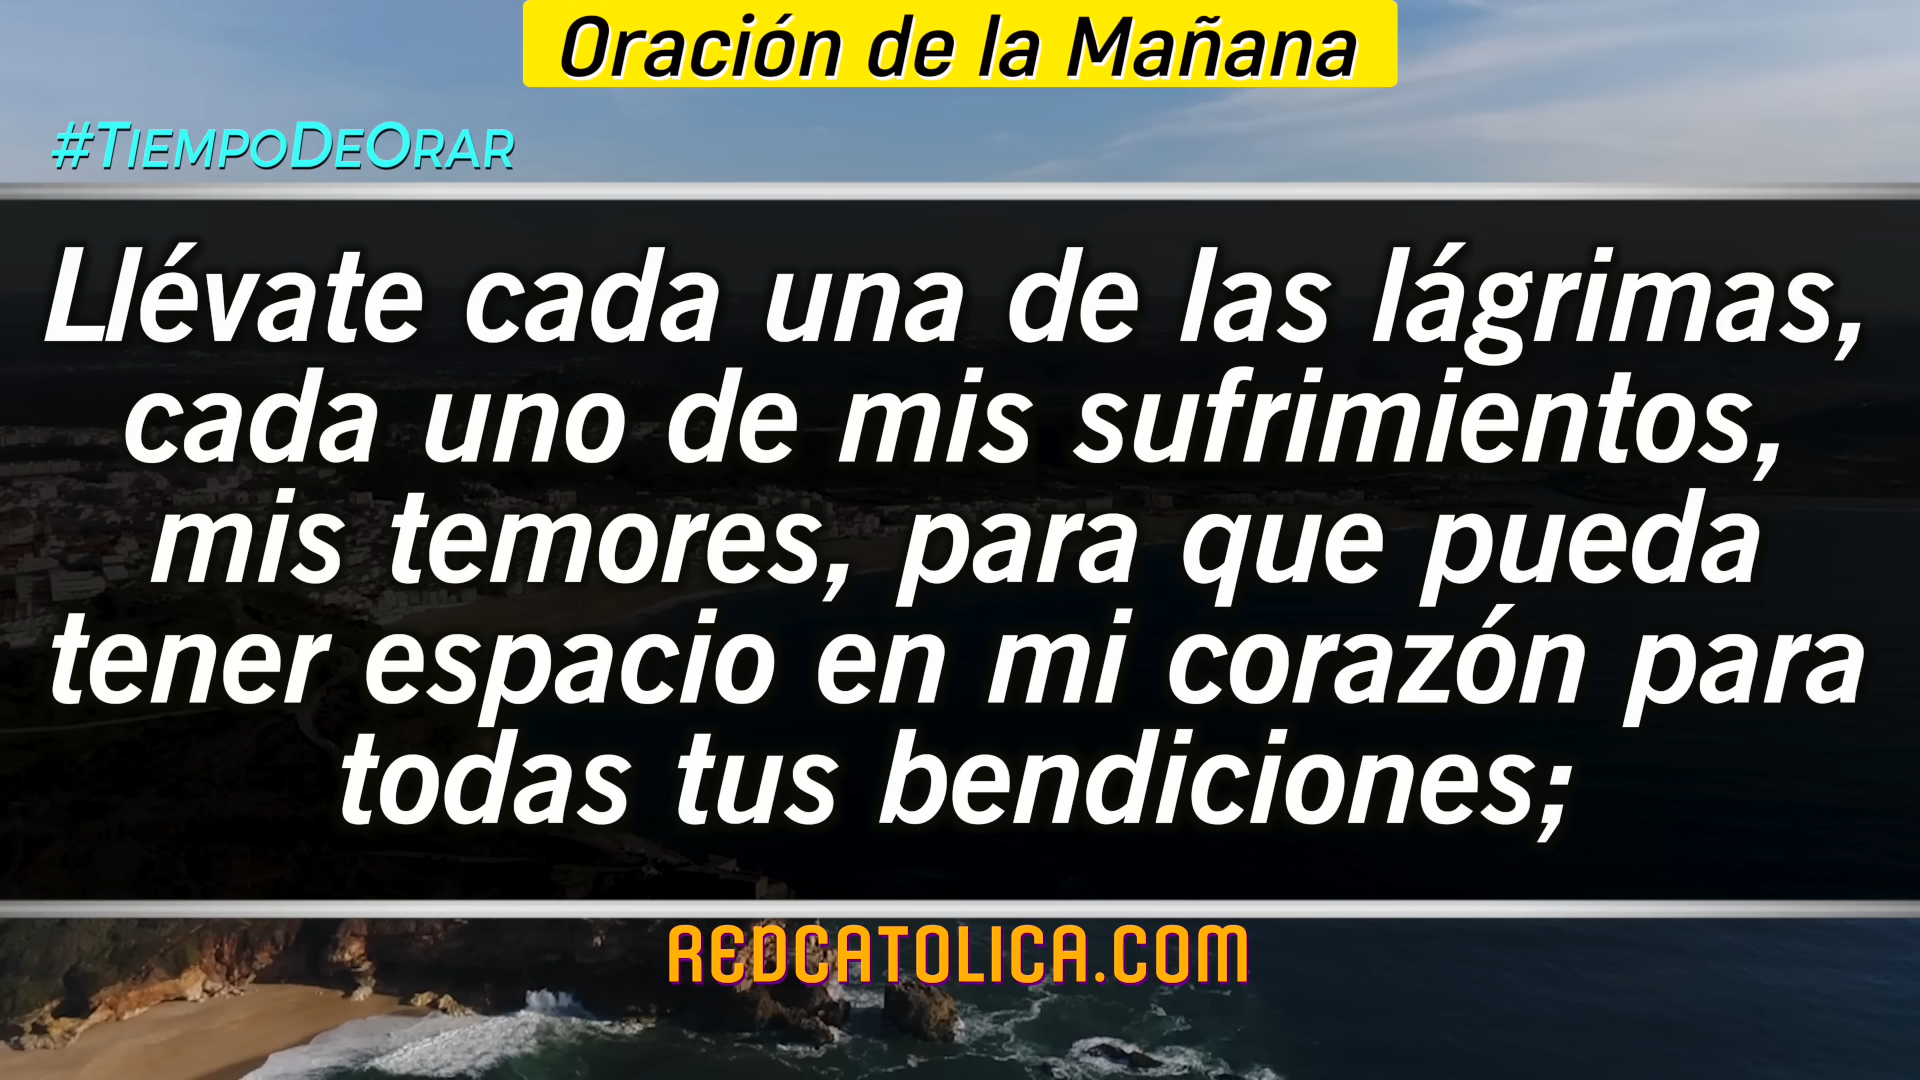 Oración de la Mañana
#TiempoDeOrar
Llévate cada una de las lágrimas,
cada uno de mis sufrimientos,
mis temores, para que pueda
tener espacio en mi corazón para
todas tus bendiciones;
REDCATOLICA.COM